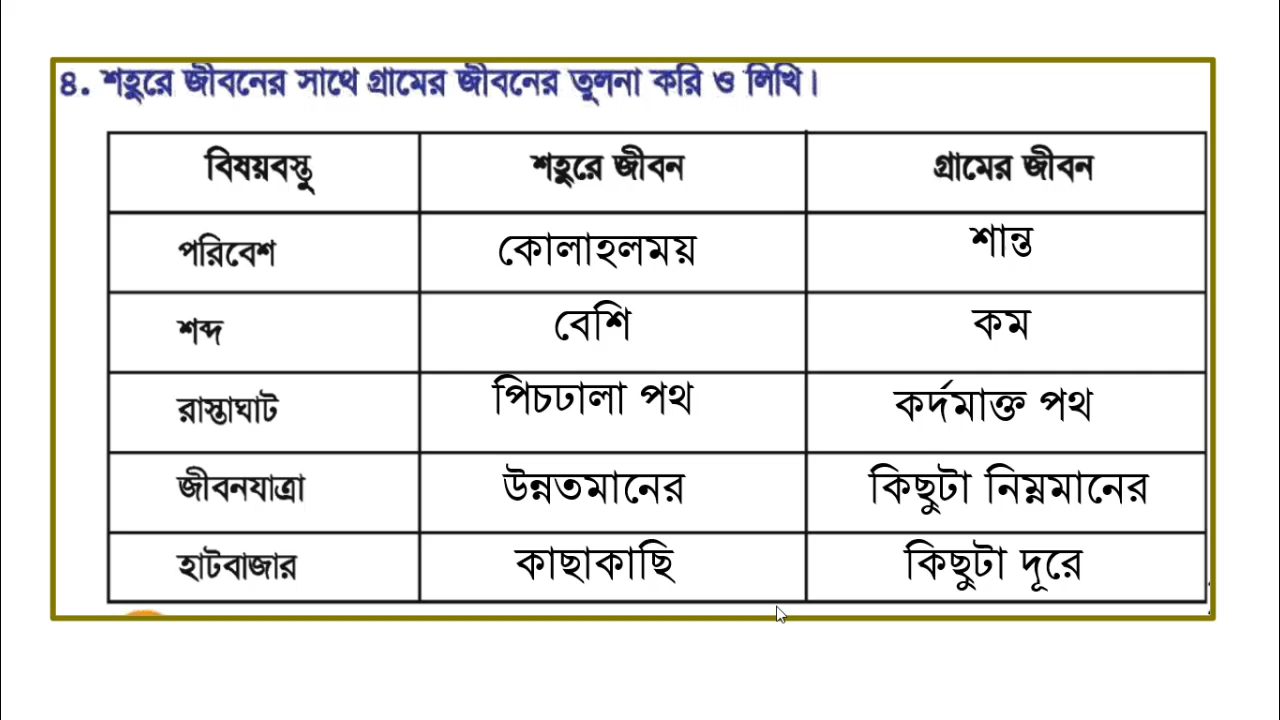 ৪. শহুরে জীবনের সাথে গ্রামের জীবনের তুলনা করি ও লিখি।
বিষয়বস্তু শহুরে জীবন গ্রামের জীবন
পরিবেশ কোলাহলময় শান্ত
শব্দ বেশি কম
রাস্তাঘাট পিচঢালা পথ কর্দমাক্ত পথ
জীবনযাত্রা উন্নতমানের কিছুটা নিম্নমানের
হাটবাজার কাছাকাছি কিছুটা দূরে